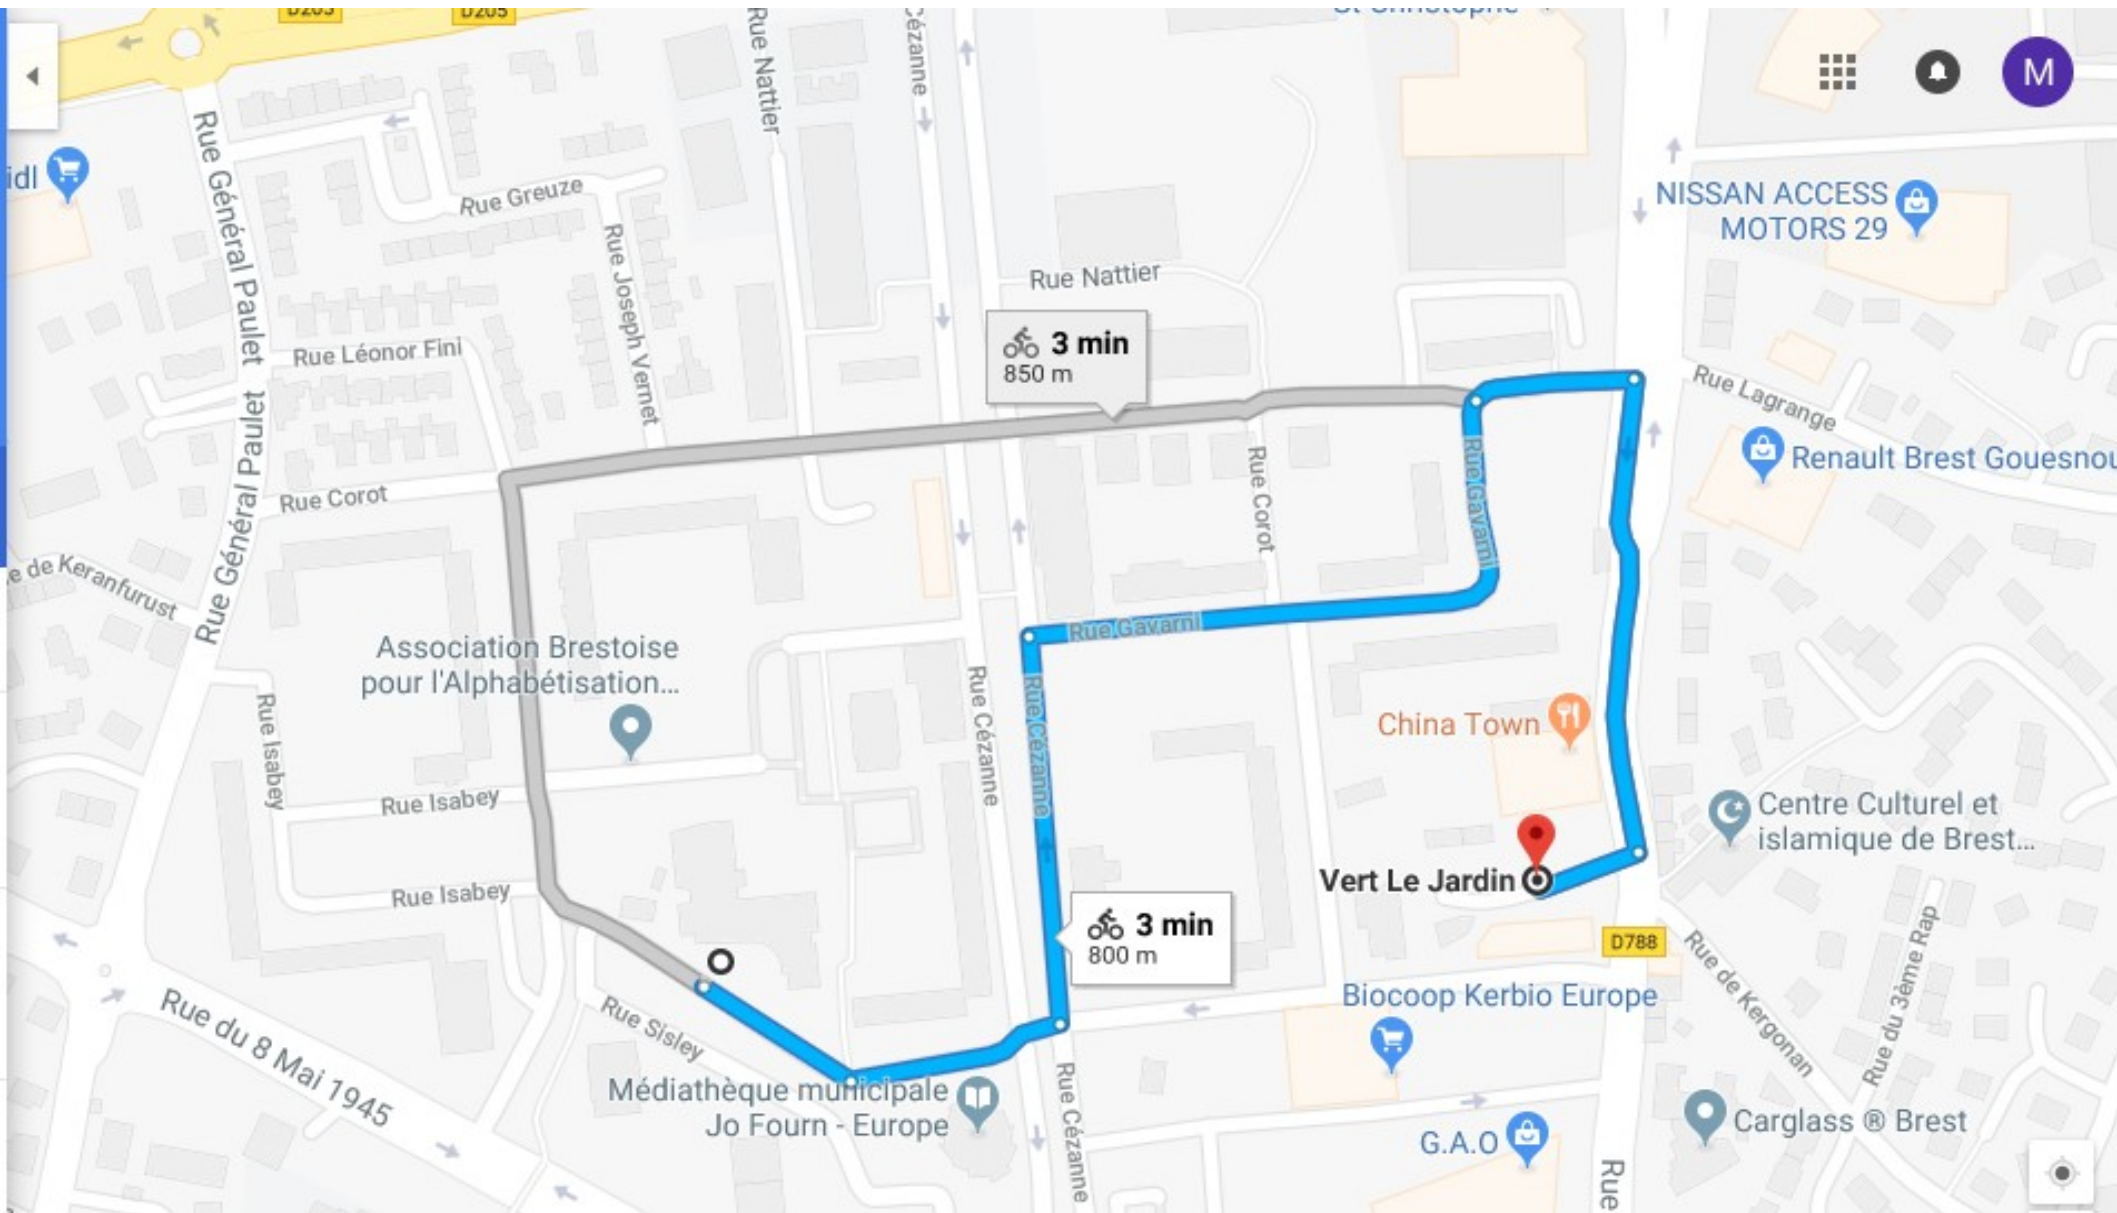 D205
Rue Nattier
Cézanne
M
idl
Rue Général Paulet
Rue Greuze
Rue Joseph Vernet
NISSAN ACCESS
MOTORS 29
Rue Nattier
3 min
850 m
Rue Léonor Fini
Rue Lagrange
Rue Général Paulet
Rue Corot
Rue Corot
Rue Gavarni
Renault Brest Gouesnou
e de Keranfurust
Association Brestoise
pour l'Alphabétisation...
Rue Gavarni
Rue Isabey
Rue Cézanne
Rue Cézanne
China Town
Rue Isabey
Centre Culturel et
islamique de Brest...
Rue Isabey
Vert Le Jardin
3 min
800 m
D788
Rue de Kergonan
Rue du 3ème Rap
Biocoop Kerbio Europe
Rue du 8 Mai 1945
Rue Sisley
Médiathèque municipale
Jo Fourn - Europe
Rue Cézanne
G.A.O
Carglass ® Brest
Rue